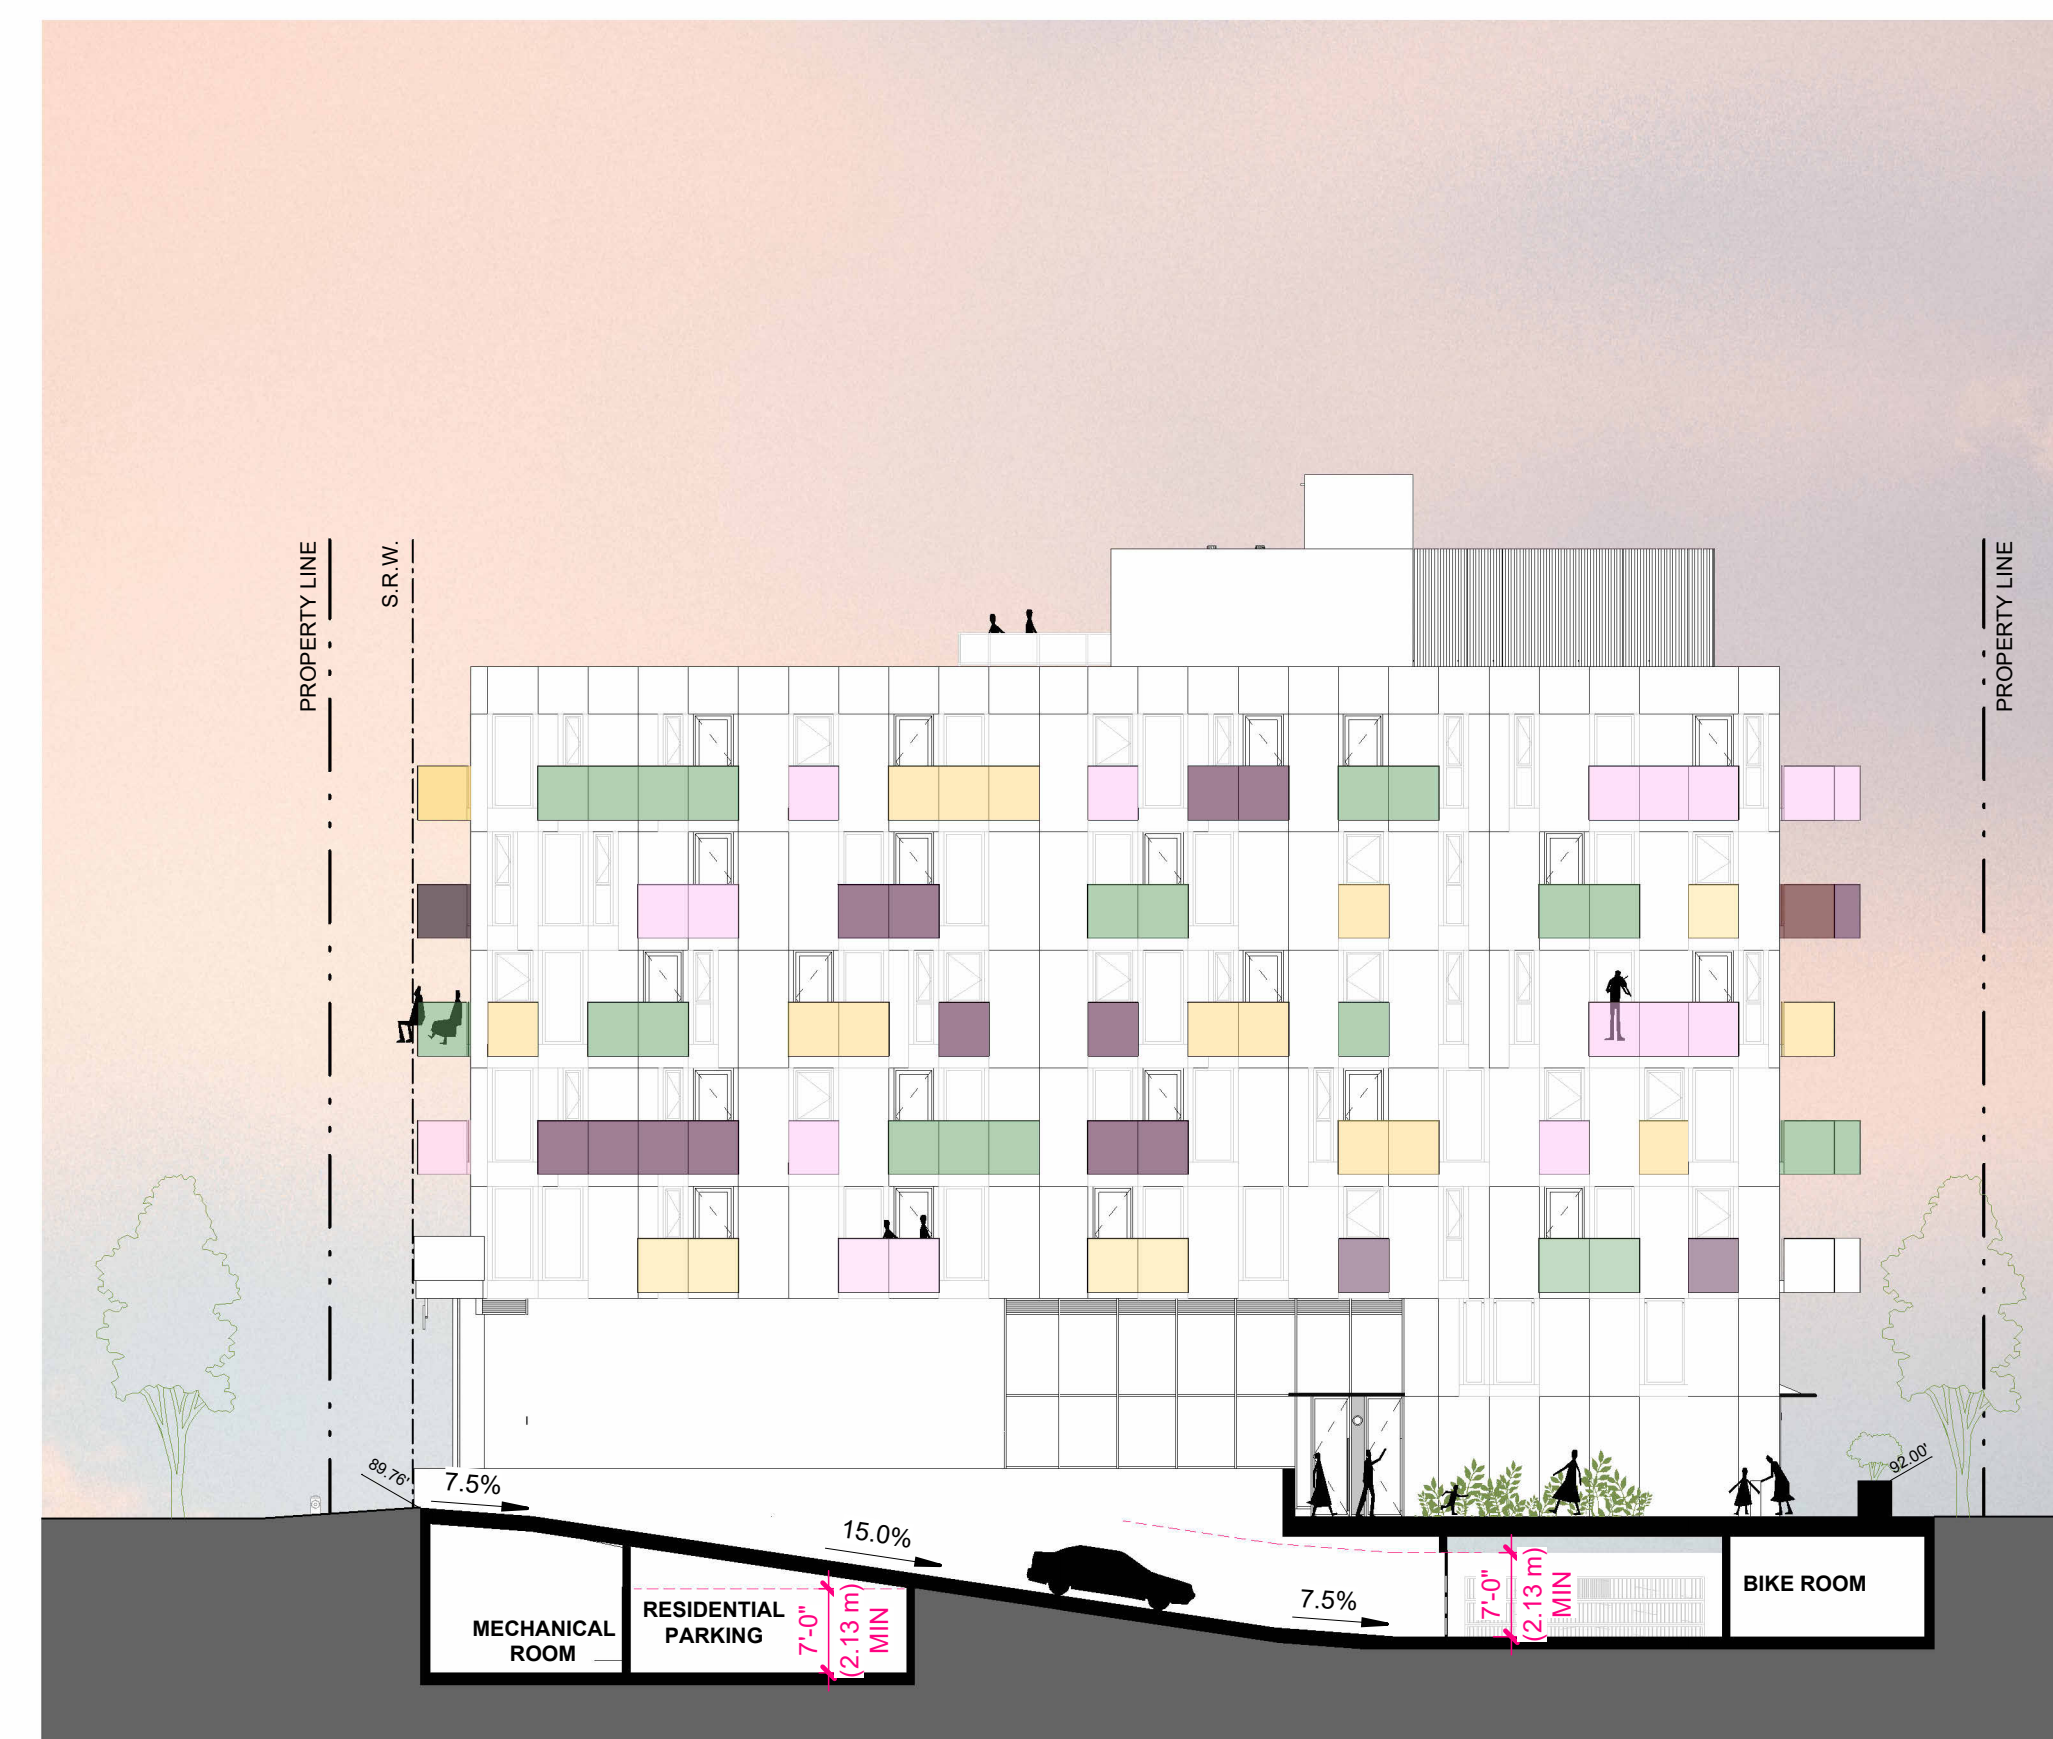 PROPERTY LINE
S.R.W.
PROPERTY LINE
89.76'
7.5%
92.00'
15.0%
7.5%
MECHANICAL
ROOM
RESIDENTIAL
PARKING
7'-0"
(2.13 m)
MIN
7'-0"
(2.13 m)
MIN
BIKE ROOM